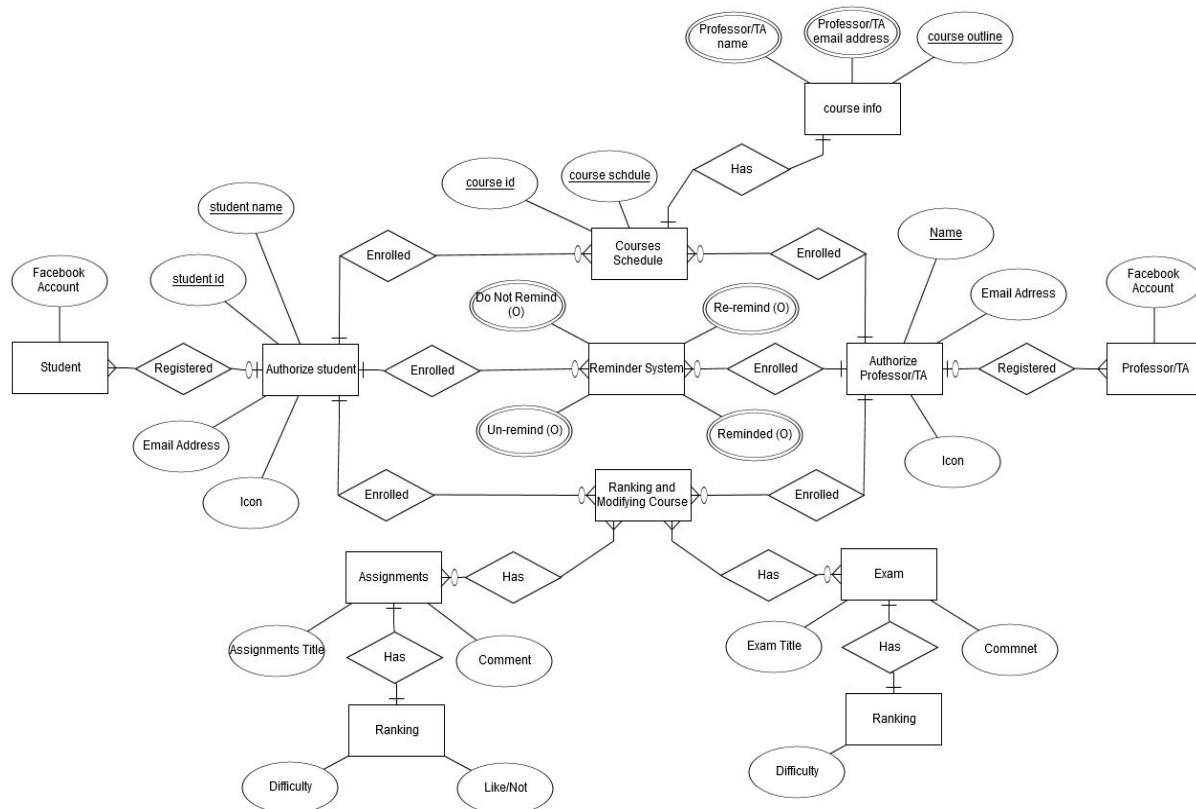 Professor/TA
name
Professor/TA
email address
course outline
course info
Has
course id
course schdule
student name
Enrolled
Courses
Schedule
Enrolled
Name
Facebook
Account
student id
Do Not Remind
(O)
Re-remind (O)
Email Adrress
Facebook
Account
Student
Registered
Authorize student
Enrolled
Reminder System
Enrolled
Authorize
Professor/TA
Registered
Professor/TA
Email Address
Un-remind (O)
Reminded (O)
Icon
Icon
Enrolled
Ranking and
Modifying Course
Enrolled
Assignments
Has
Has
Exam
Assignments Title
Has
Comment
Exam Title
Has
Commnet
Ranking
Ranking
Difficulty
Like/Not
Difficulty